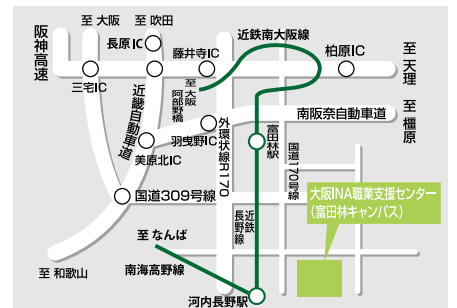 至 大阪
至 吹田
阪神高速
長原IC
藤井寺IC
近鉄南大阪線
柏原IC
至 天理
三宅IC
近畿自動車道
至 大阪
阿部野橋
羽曳野IC
南阪奈自動車道
至 橿原
美原北IC
外環状線R170
富田林駅
国道170号線
国道309号線
大阪INA職業支援センター
(富田林キャンパス)
至 なんば
近鉄
長野線
至 和歌山
南海高野線
河内長野駅